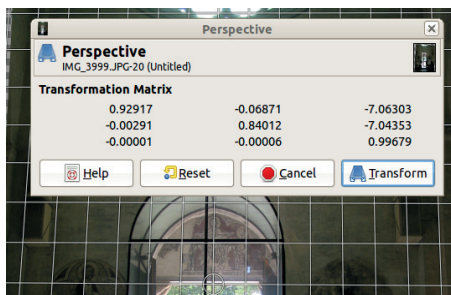 Perspective
Perspective
IMG_3999.JPG-20 (Untitled)
Transformation Matrix
0.92917 -0.06871 -7.06303
-0.00291 0.84012 -7.04353
-0.00001 -0.00006 0.99679
Help Reset Cancel Transform